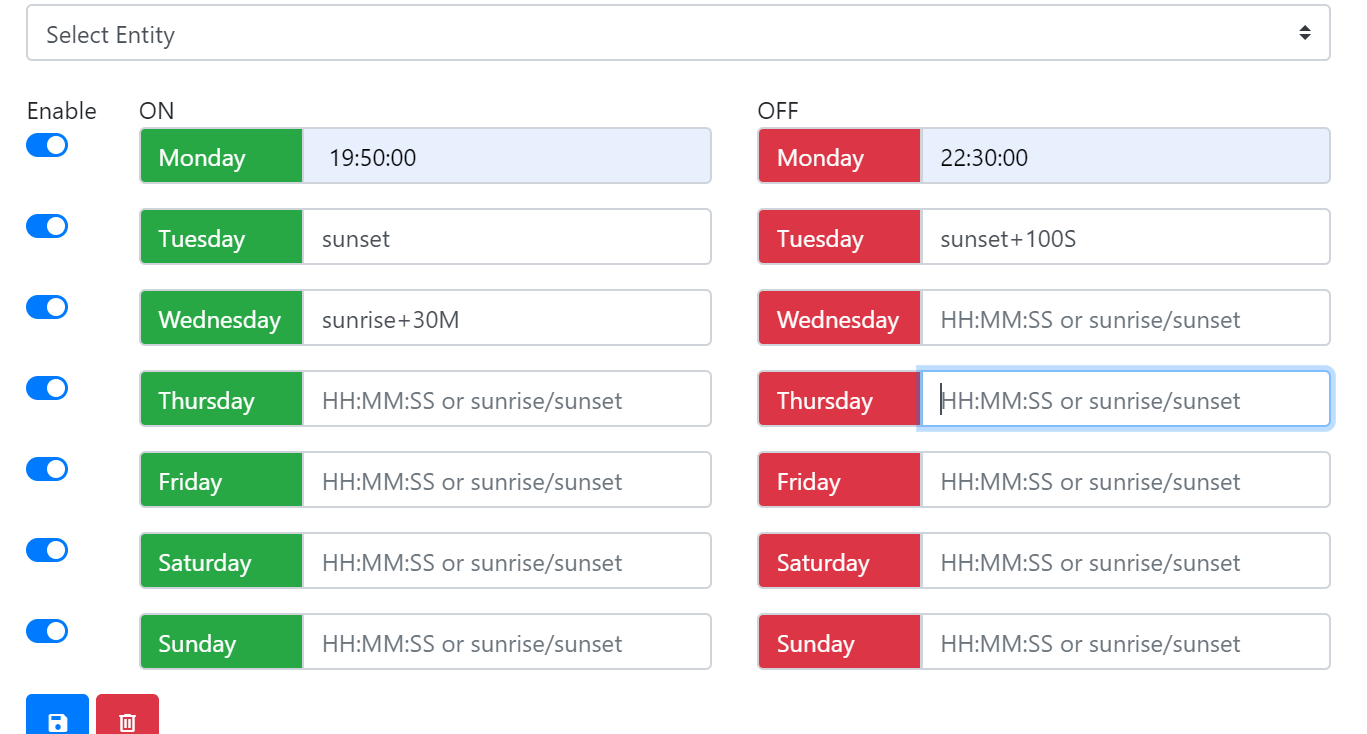 Select Entity
Enable ON OFF
Monday 19:50:00 Monday 22:30:00
Tuesday sunset Tuesday sunset+100S
Wednesday sunrise+30M Wednesday HH:MM:SS or sunrise/sunset
Thursday HH:MM:SS or sunrise/sunset Thursday HH:MM:SS or sunrise/sunset
Friday HH:MM:SS or sunrise/sunset Friday HH:MM:SS or sunrise/sunset
Saturday HH:MM:SS or sunrise/sunset Saturday HH:MM:SS or sunrise/sunset
Sunday HH:MM:SS or sunrise/sunset Sunday HH:MM:SS or sunrise/sunset